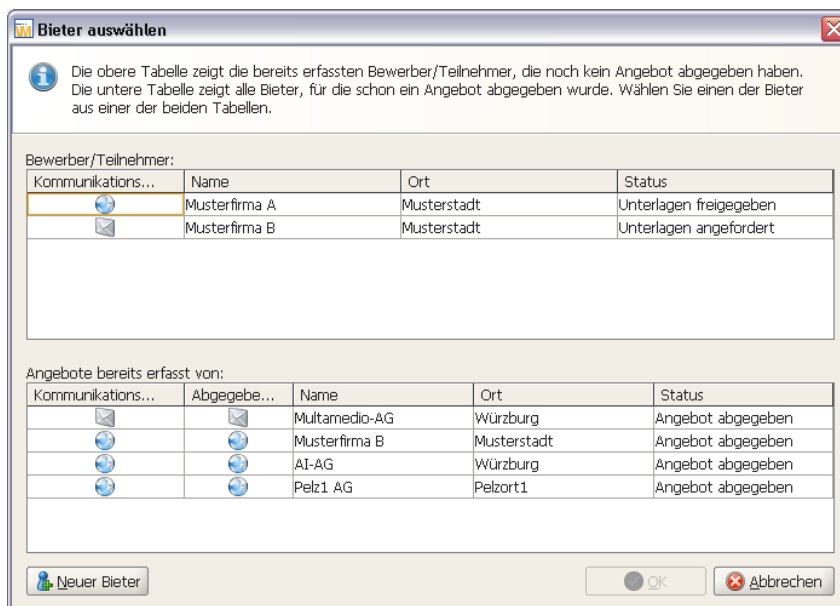 Bieter auswählen
Die obere Tabelle zeigt die bereits erfassten Bewerber/Teilnehmer, die noch kein Angebot abgegeben haben.
Die untere Tabelle zeigt alle Bieter, für die schon ein Angebot abgegeben wurde. Wählen Sie einen der Bieter
aus einer der beiden Tabellen.
Bewerber/Teilnehmer:
Kommunikations... Name Ort Status
Musterfirma A Musterstadt Unterlagen freigegeben
Musterfirma B Musterstadt Unterlagen angefordert
Angebote bereits erfasst von:
Kommunikations... Abgegebe... Name Ort Status
Multamedio-AG Würzburg Angebot abgegeben
Musterfirma B Musterstadt Angebot abgegeben
AI-AG Würzburg Angebot abgegeben
Pelz1 AG Pelzort1 Angebot abgegeben
Neuer Bieter OK Abbrechen